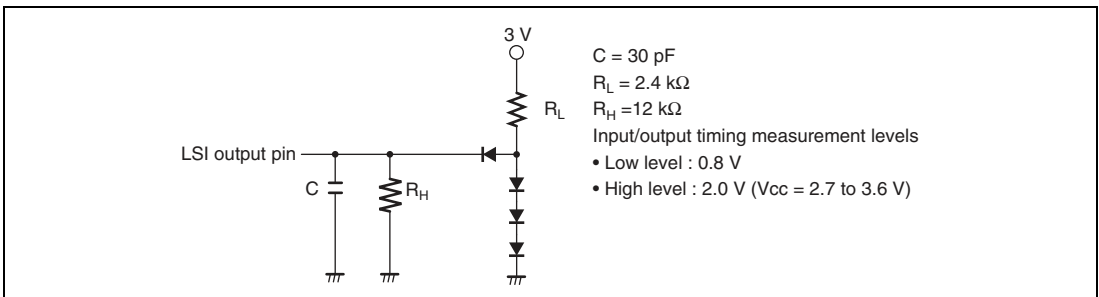 3 V
C = 30 pF
R_L = 2.4 kΩ
R_L
R_H =12 kΩ
Input/output timing measurement levels
LSI output pin
• Low level : 0.8 V
C
R_H
• High level : 2.0 V (Vcc = 2.7 to 3.6 V)